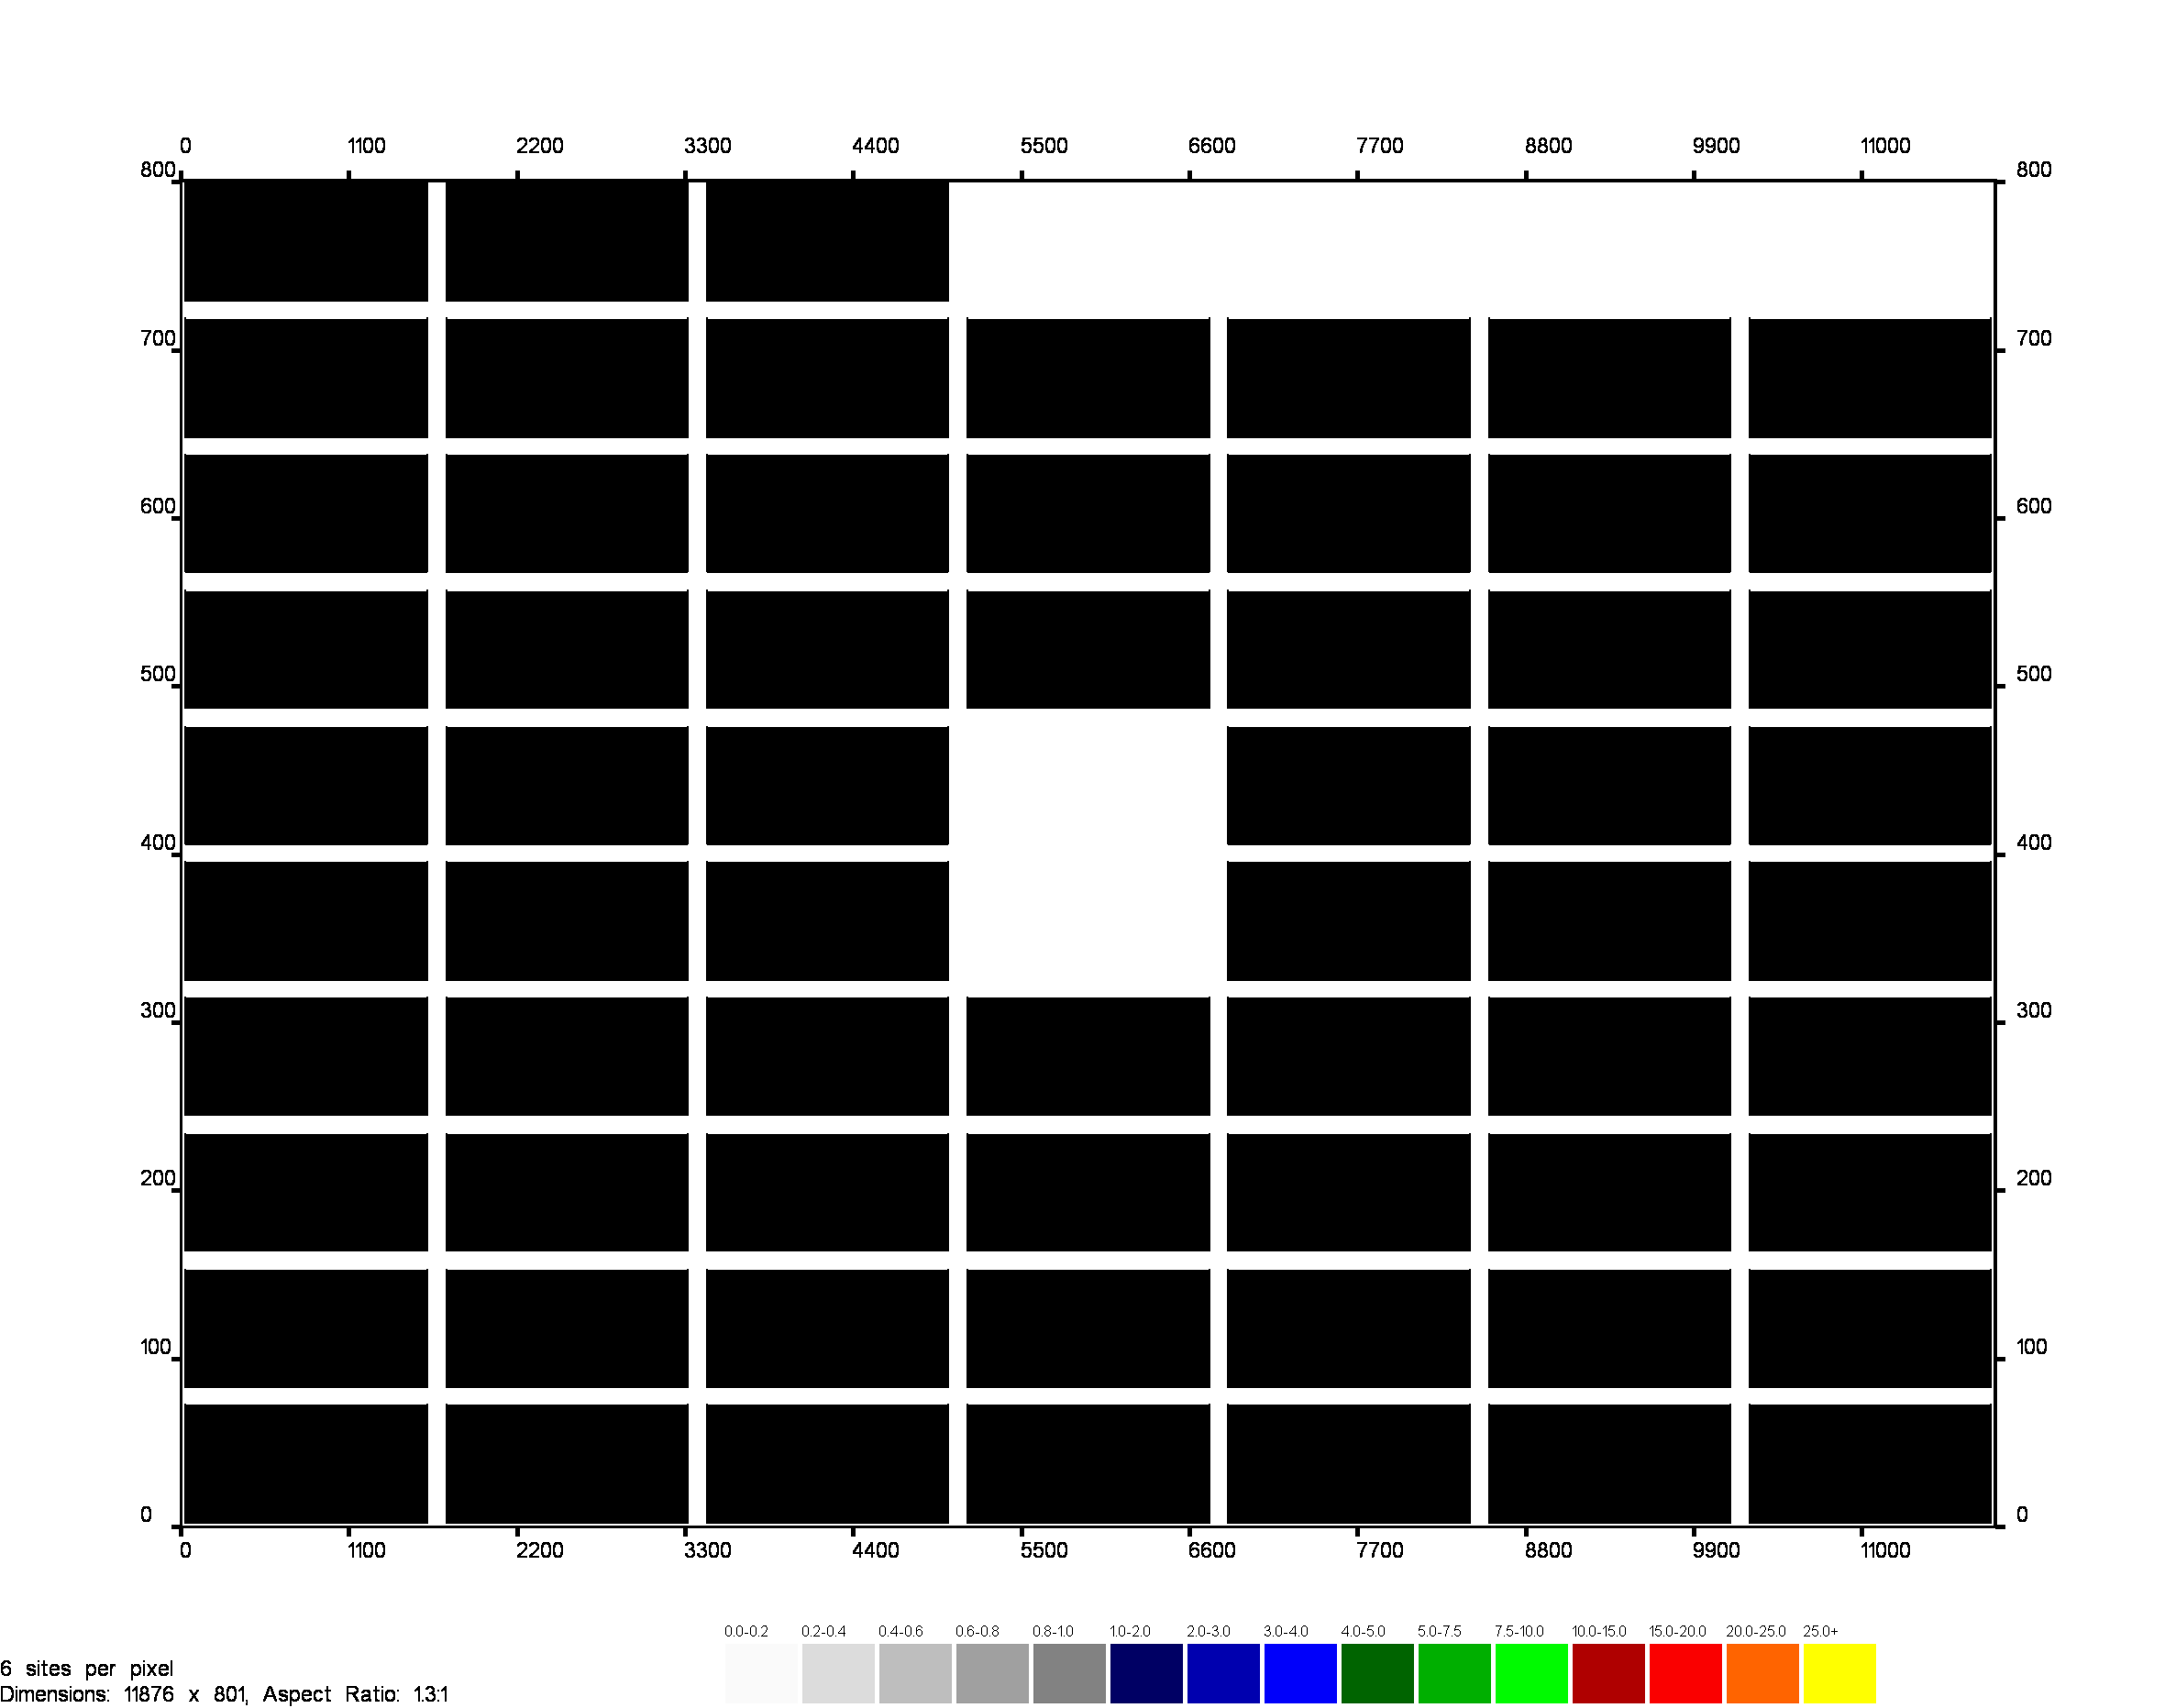 0 1100 2200 3300 4400 5500 6600 7700 8800 9900 11000
800 800
700 700
600 600
500 500
400 400
300 300
200 200
100 100
0 0
0 1100 2200 3300 4400 5500 6600 7700 8800 9900 11000
0.0-0.2 0.2-0.4 0.4-0.6 0.6-0.8 0.8-1.0 1.0-2.0 2.0-3.0 3.0-4.0 4.0-5.0 5.0-7.5 7.5-10.0 10.0-15.0 15.0-20.0 20.0-25.0 25.0+
6 sites per pixel
Dimensions: 11876 x 801, Aspect Ratio: 1.3:1